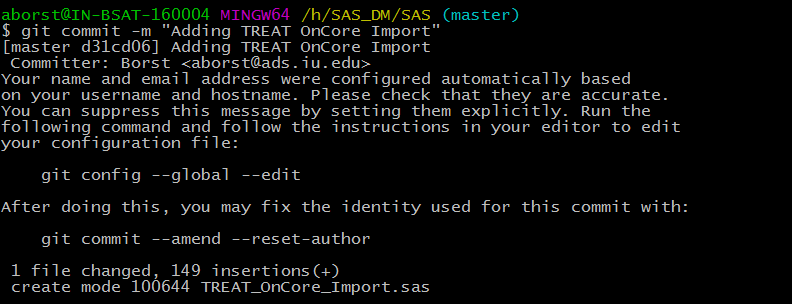 aborst@IN-BSAT-160004 MINGW64 /h/SAS_DM/SAS (master)
$ git commit -m "Adding TREAT OnCore Import"
[master d31cd06] Adding TREAT OnCore Import
 Committer: Borst <aborst@ads.iu.edu>
Your name and email address were configured automatically based
on your username and hostname. Please check that they are accurate.
You can suppress this message by setting them explicitly. Run the
following command and follow the instructions in your editor to edit
your configuration file:

    git config --global --edit

After doing this, you may fix the identity used for this commit with:

    git commit --amend --reset-author

 1 file changed, 149 insertions(+)
 create mode 100644 TREAT_OnCore_Import.sas